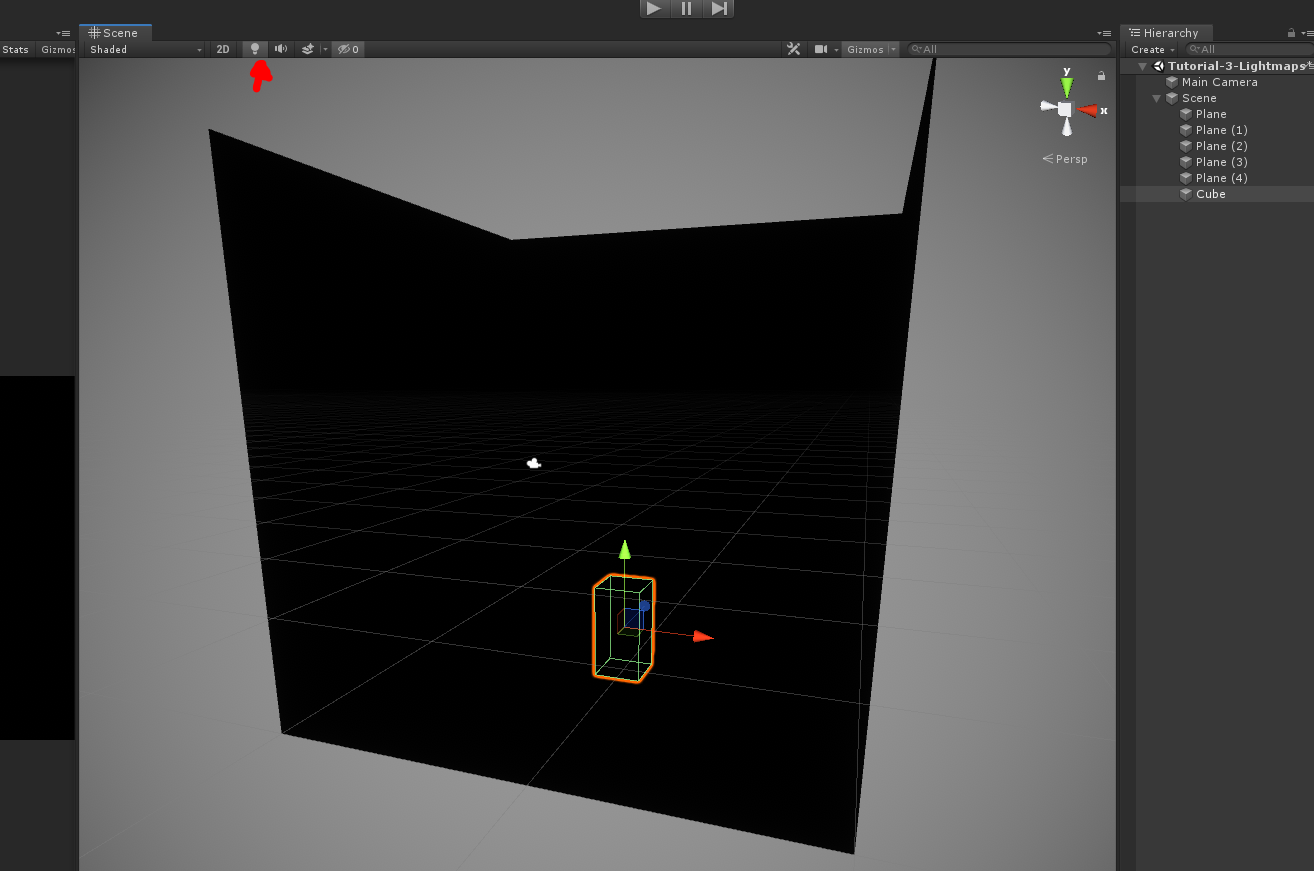 Stats Gizmos
Scene
Shaded 2D 0 Gizmos All
y
x
Persp
Hierarchy
Create All
Tutorial-3-Lightmaps
Main Camera
Scene
Plane
Plane (1)
Plane (2)
Plane (3)
Plane (4)
Cube